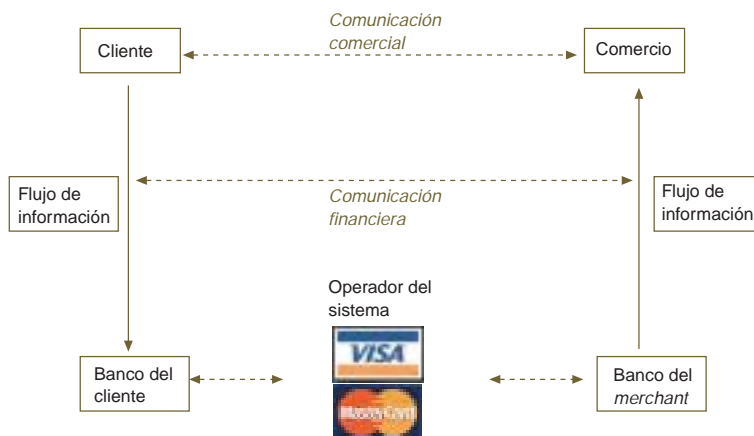 Comunicación
comercial
Cliente
Comercio
Flujo de
información
Comunicación
financiera
Flujo de
información
Operador del
sistema
VISA
MasterCard
Banco del
cliente
Banco del
merchant